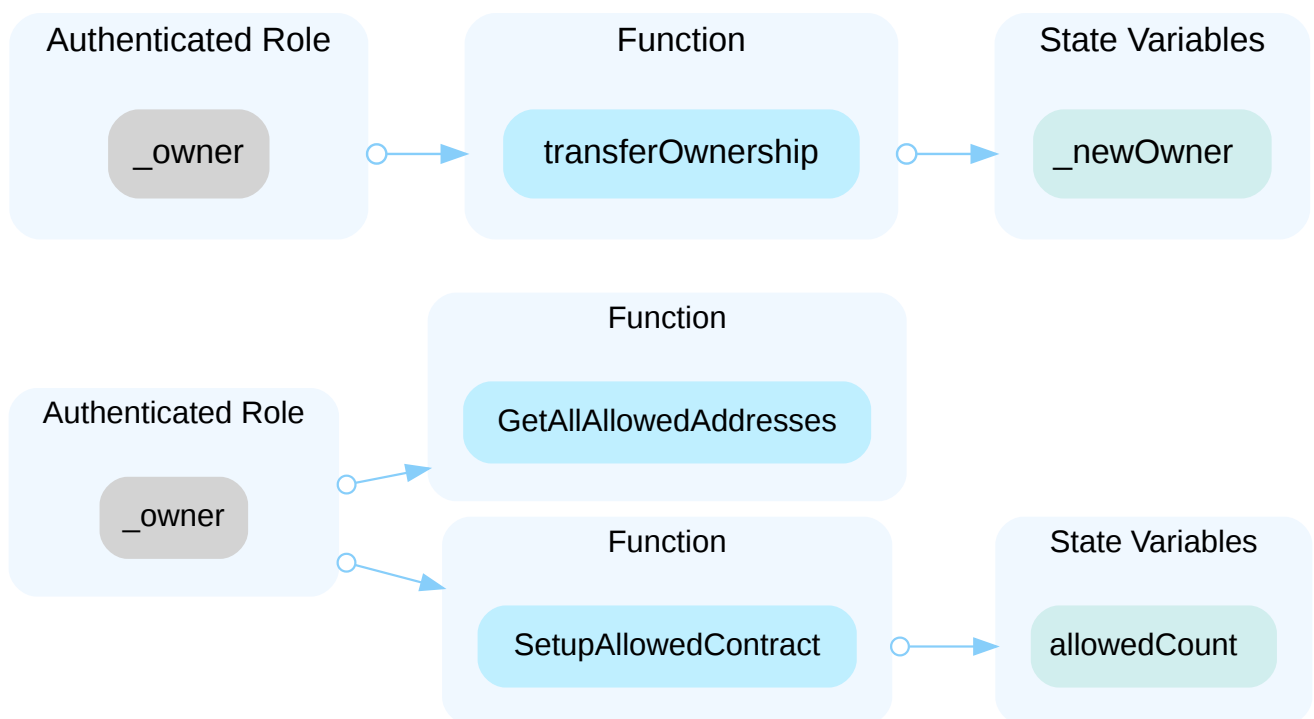 Authenticated Role
Function
State Variables
_owner
transferOwnership
_newOwner
Function
GetAllAllowedAddresses
Authenticated Role
_owner
Function
State Variables
SetupAllowedContract
allowedCount